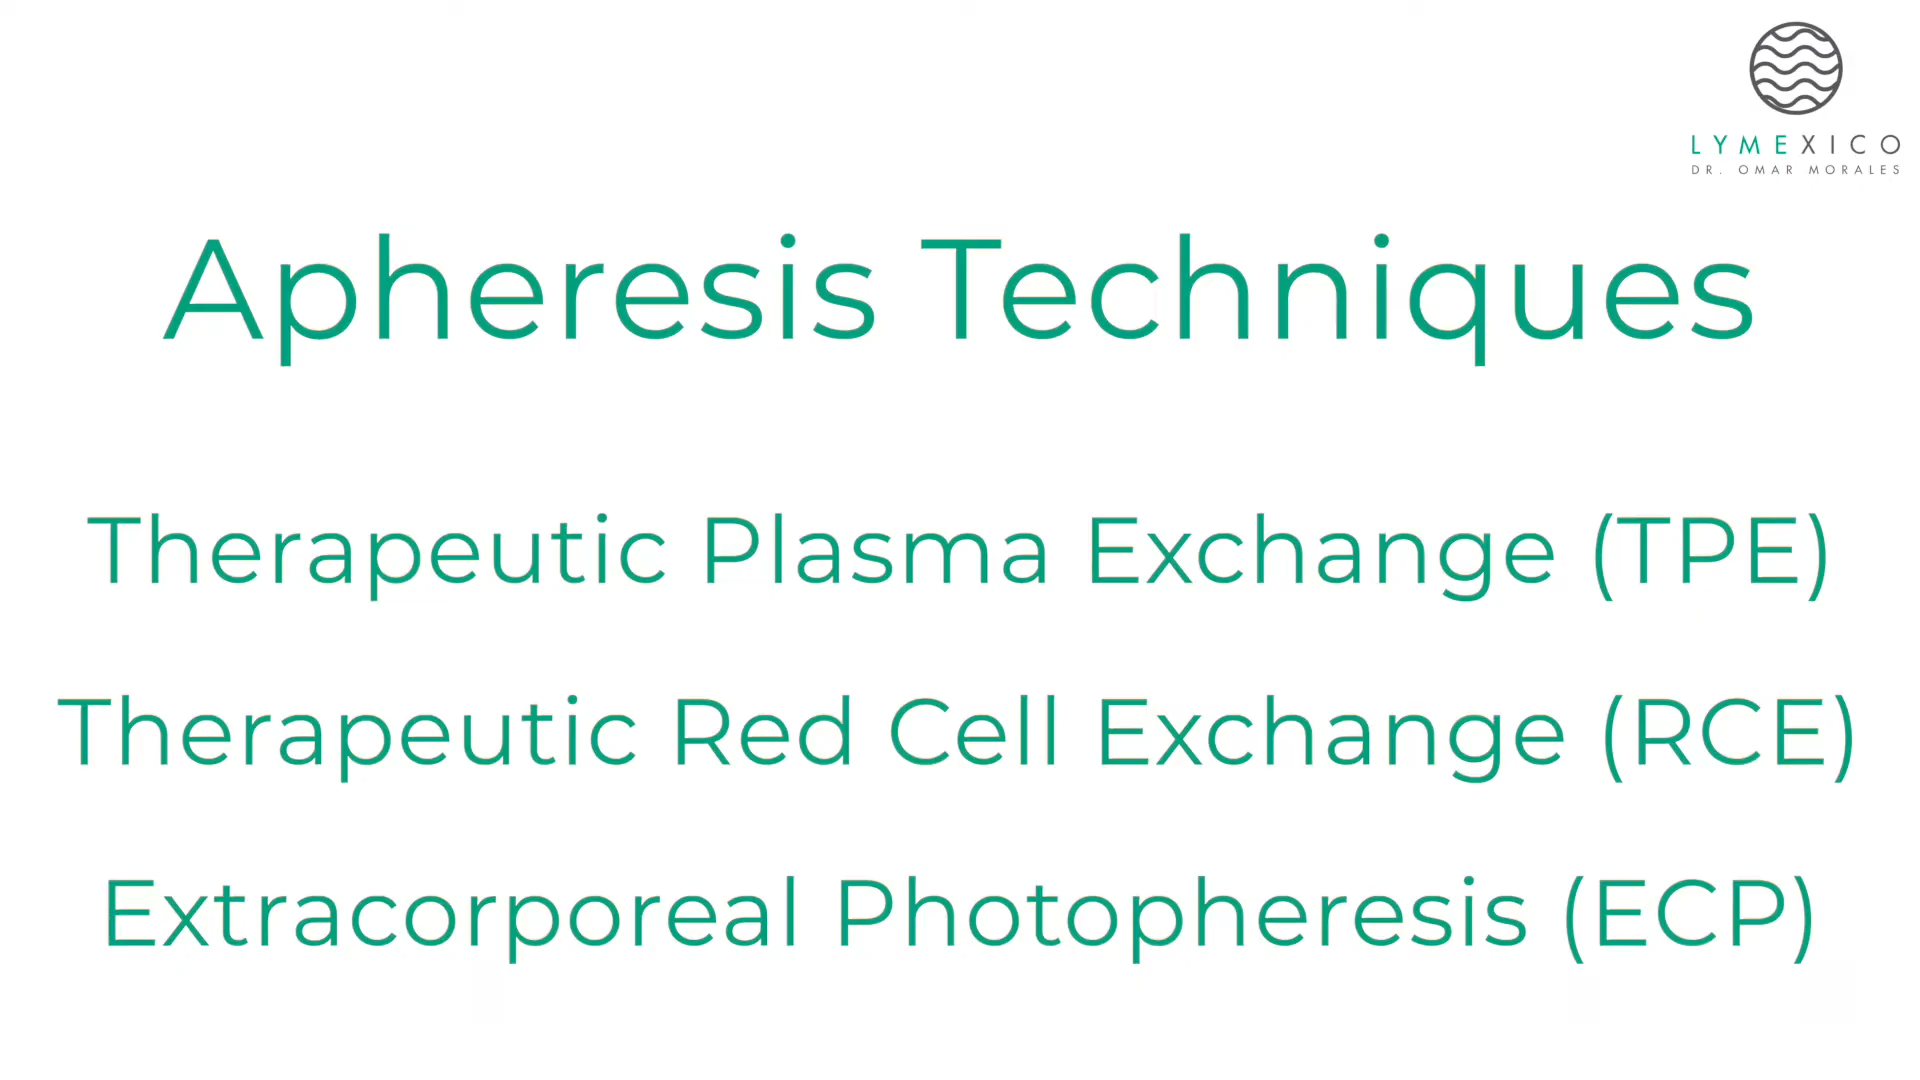 LYMEXICO
DR. OMAR MORALES
Apheresis Techniques
Therapeutic Plasma Exchange (TPE)
Therapeutic Red Cell Exchange (RCE)
Extracorporeal Photopheresis (ECP)